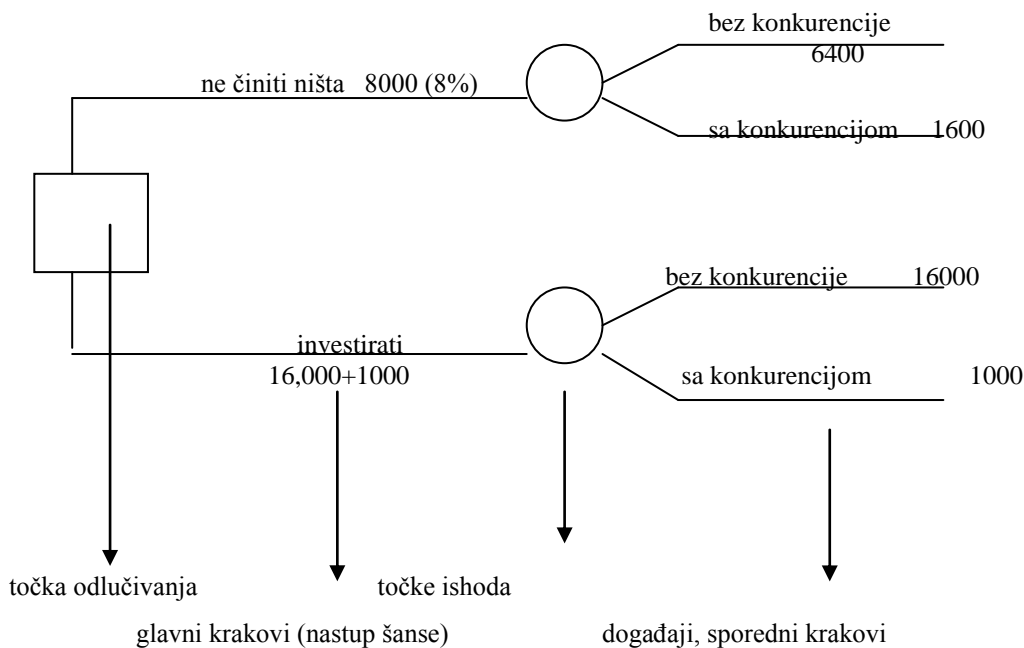 bez konkurencije
6400
ne činiti ništa 8000 (8%)
sa konkurencijom 1600
bez konkurencije 16000
investirati
16,000+1000
sa konkurencijom 1000
točka odlučivanja
točke ishoda
glavni krakovi (nastup šanse)
događaji, sporedni krakovi